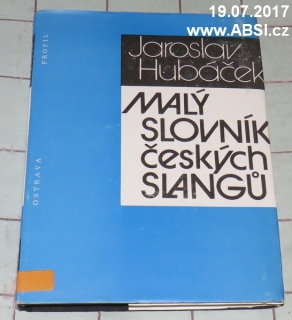 19.07.2017
www.ABSI.cz
Jaroslav
Hubáček
MALÝ
SLOVNÍK
českých
SLANGŮ
PROFIL
OSTRAVA